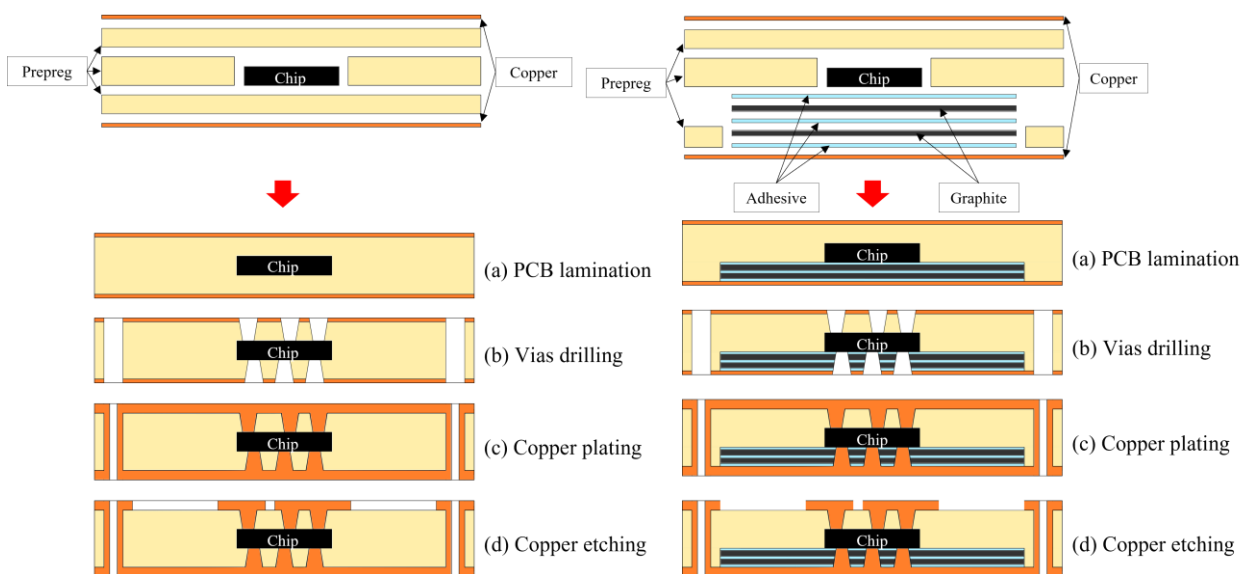 Prepreg
Chip
Copper
Chip
(a) PCB lamination
Chip
(b) Vias drilling
Chip
(c) Copper plating
Chip
(d) Copper etching
Prepreg
Chip
Copper
Adhesive
Graphite
Chip
(a) PCB lamination
Chip
(b) Vias drilling
Chip
(c) Copper plating
Chip
(d) Copper etching